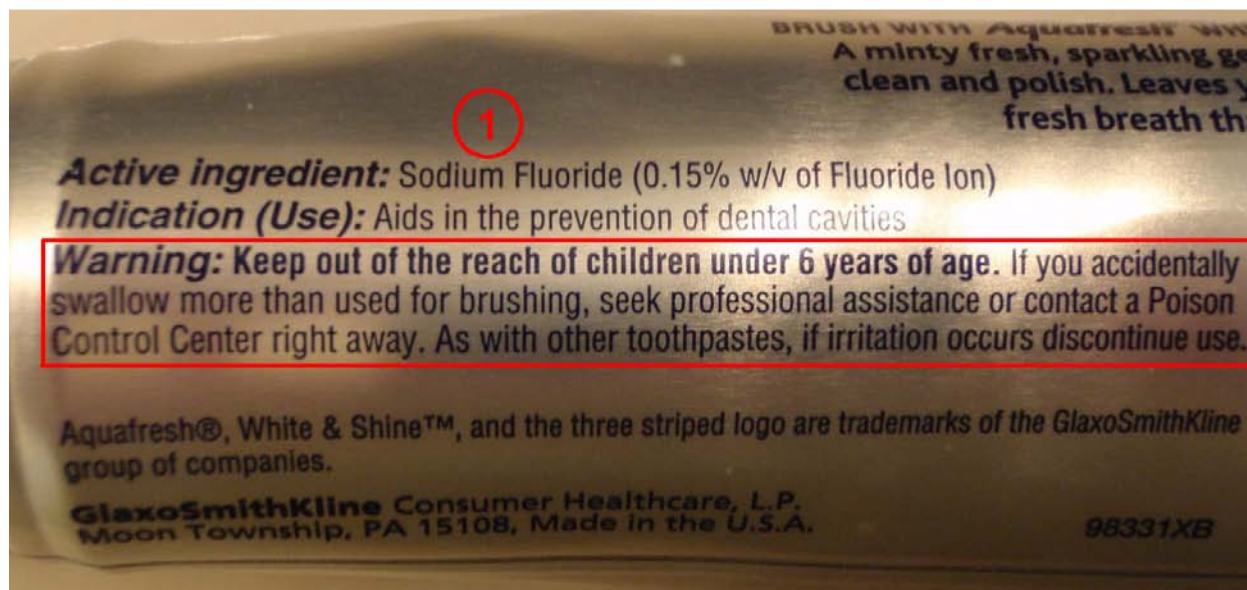 BRUSH WITH Aquafresh®
A minty fresh, sparkling
clean and polish. Leaves
fresh breath
1
Active ingredient: Sodium Fluoride (0.15% w/v of Fluoride Ion)
Indication (Use): Aids in the prevention of dental cavities
Warning: Keep out of the reach of children under 6 years of age. If you accidentally
swallow more than used for brushing, seek professional assistance or contact a Poison
Control Center right away. As with other toothpastes, if irritation occurs discontinue use.
Aquafresh®, White & Shine™, and the three striped logo are trademarks of the GlaxoSmithKline
group of companies.
GlaxoSmithKline Consumer Healthcare, L.P.
Moon Township, PA 15108, Made in the U.S.A.
98331XB